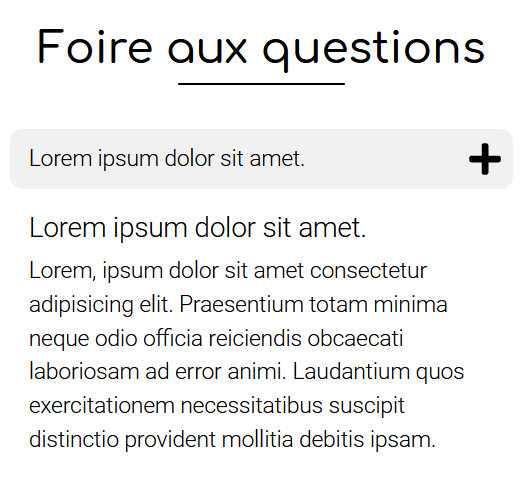 Foire aux questions
Lorem ipsum dolor sit amet.
Lorem ipsum dolor sit amet.
Lorem, ipsum dolor sit amet consectetur
adipisicing elit. Praesentium totam minima
neque odio officia reiciendis obcaecati
laboriosam ad error animi. Laudantium quos
exercitationem necessitatibus suscipit
distinctio provident mollitia debitis ipsam.